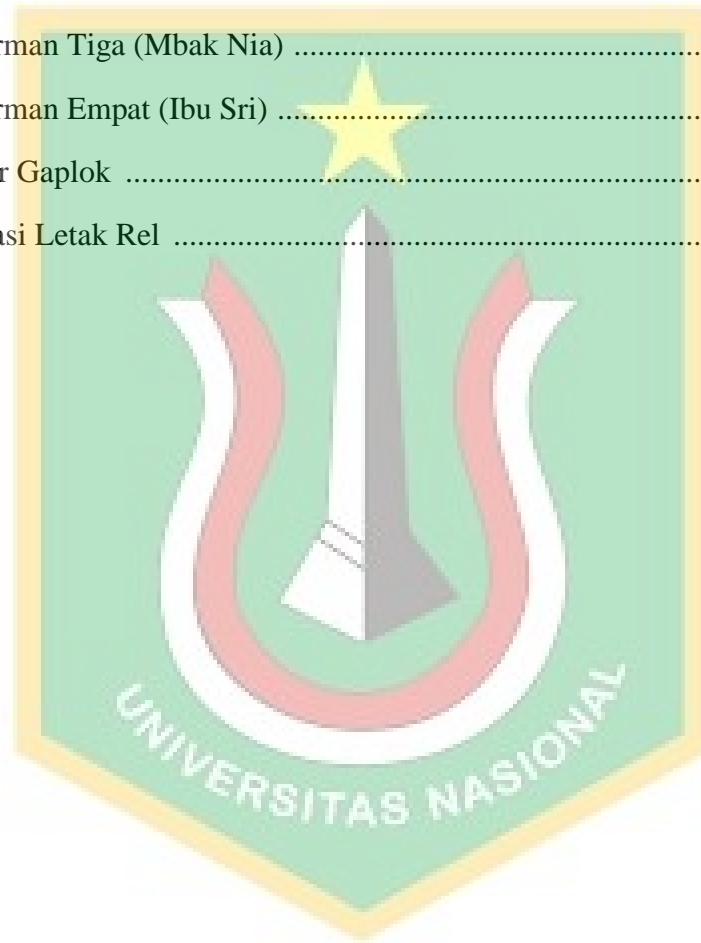 rman Tiga (Mbak Nia) ....................................................
rman Empat (Ibu Sri) ......................................................
r Gaplok .........................................................................
asi Letak Rel ...................................................................
UNIVERSITAS NASIONAL